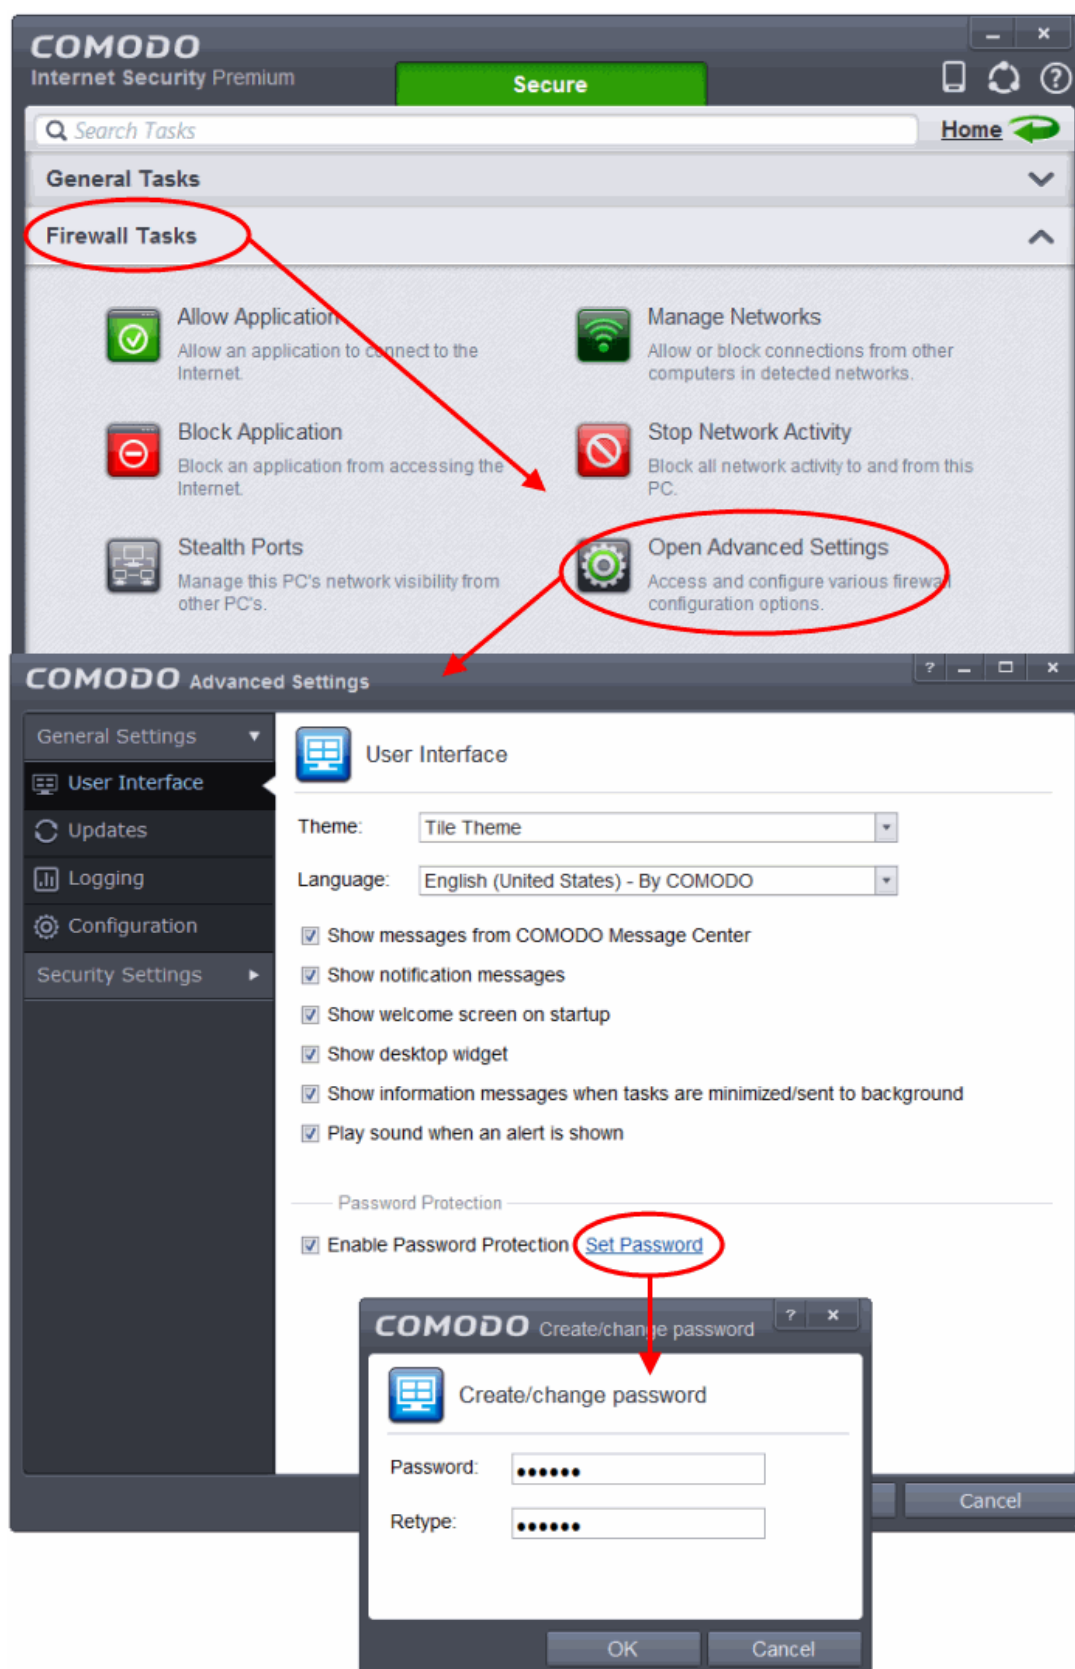 COMODO
Internet Security Premium
Secure
Search Tasks
Home
General Tasks
Firewall Tasks
Allow Application
Allow an application to connect to the
Internet.
Manage Networks
Allow or block connections from other
computers in detected networks.
Block Application
Block an application from accessing the
Internet.
Stop Network Activity
Block all network activity to and from this
PC.
Stealth Ports
Manage this PC's network visibility from
other PC's.
Open Advanced Settings
Access and configure various firewall
configuration options.
COMODO Advanced Settings
General Settings
User Interface
Updates
Logging
Configuration
Security Settings
User Interface
Theme: Tile Theme
Language: English (United States) - By COMODO
Show messages from COMODO Message Center
Show notification messages
Show welcome screen on startup
Show desktop widget
Show information messages when tasks are minimized/sent to background
Play sound when an alert is shown
Password Protection
Enable Password Protection Set Password
COMODO Create/change password
Create/change password
Password: ••••••
Retype: ••••••
OK Cancel
Cancel